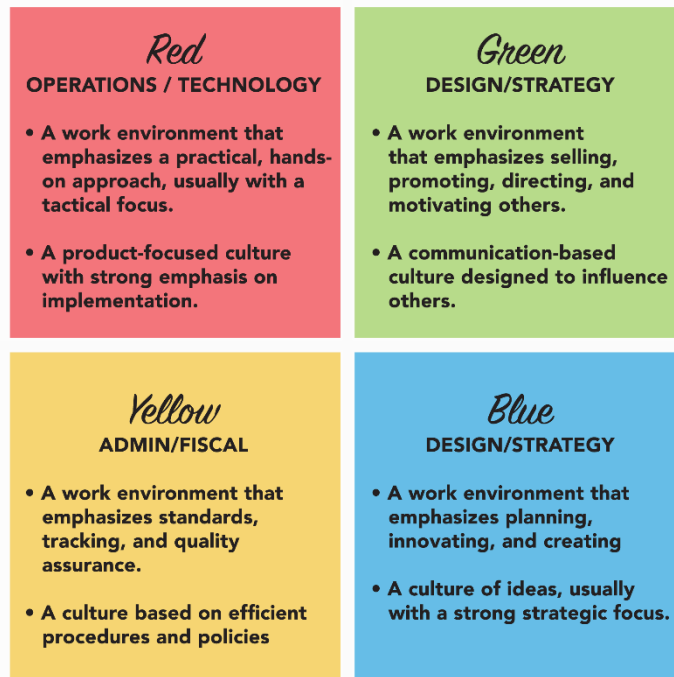 Red
OPERATIONS / TECHNOLOGY
• A work environment that
emphasizes a practical, hands-
on approach, usually with a
tactical focus.
• A product-focused culture
with strong emphasis on
implementation.
Green
DESIGN/STRATEGY
• A work environment
that emphasizes selling,
promoting, directing, and
motivating others.
• A communication-based
culture designed to influence
others.
Yellow
ADMIN/FISCAL
• A work environment that
emphasizes standards,
tracking, and quality
assurance.
• A culture based on efficient
procedures and policies
Blue
DESIGN/STRATEGY
• A work environment that
emphasizes planning,
innovating, and creating
• A culture of ideas, usually
with a strong strategic focus.